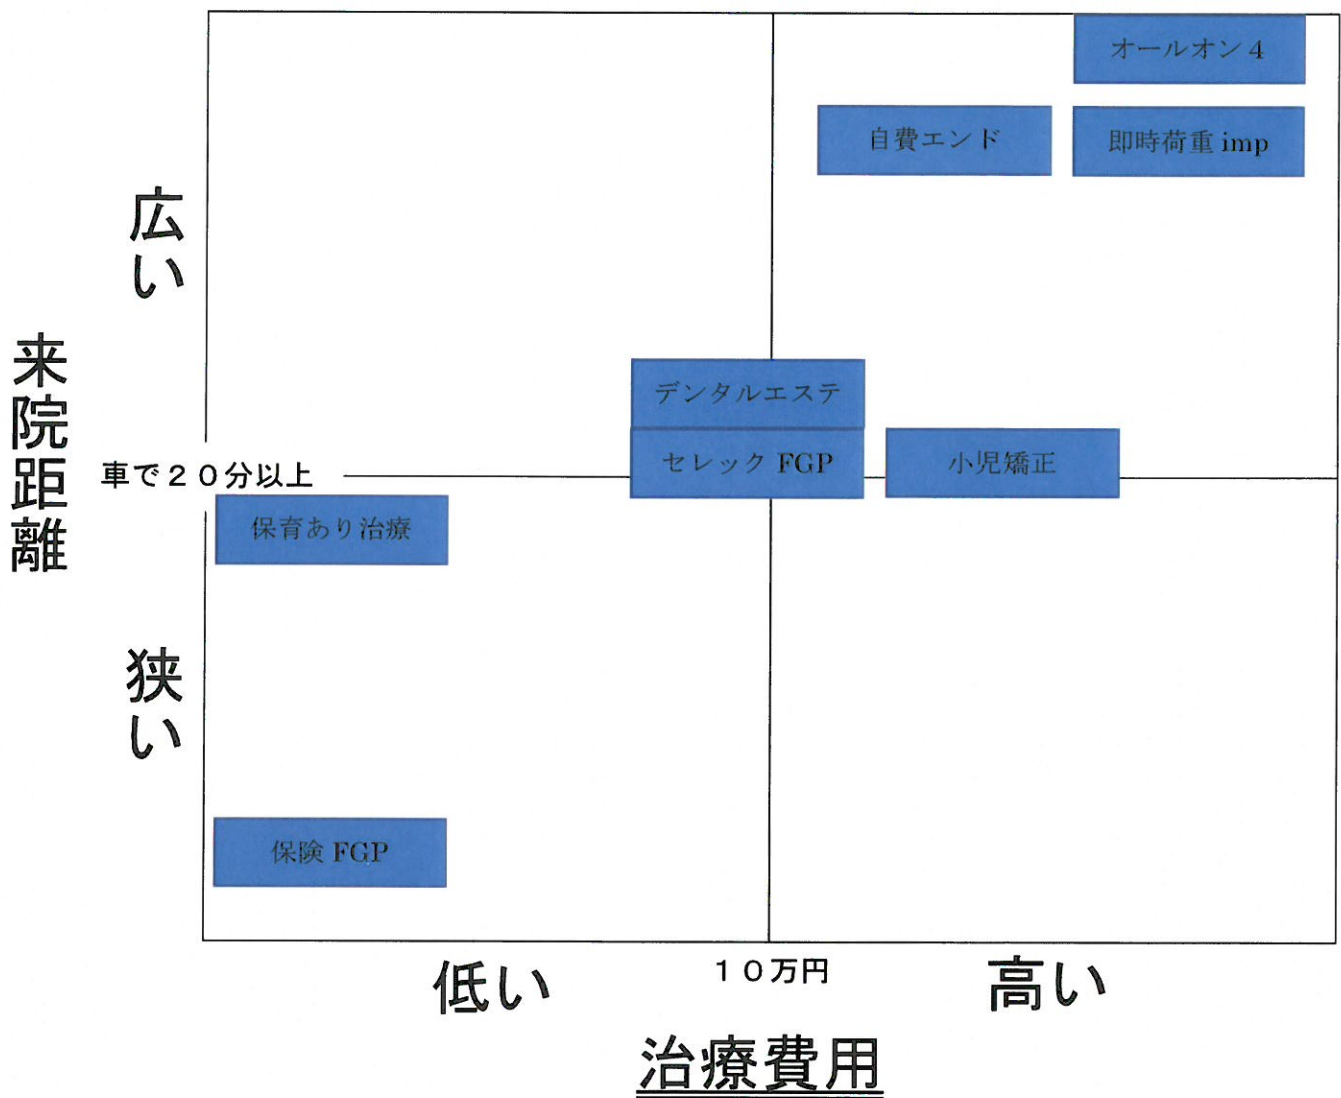 オールオン４
自費エンド
即時荷重 imp
広い
デンタルエステ
来院距離
セレック FGP
小児矯正
車で２０分以上
保育あり治療
狭い
保険 FGP
低い
１０万円
高い
治療費用